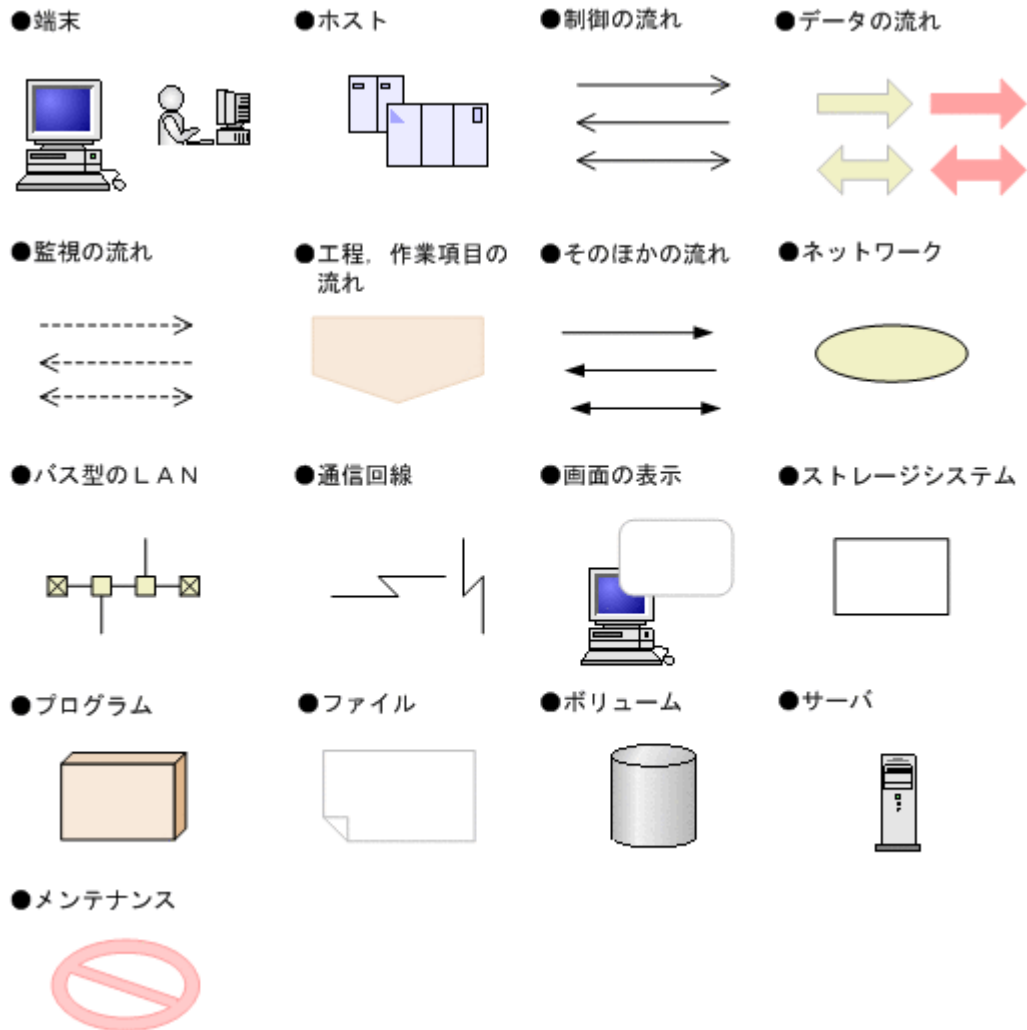 ●端末
●ホスト
●制御の流れ
●データの流れ
●監視の流れ
●工程，作業項目の
流れ
●そのほかの流れ
●ネットワーク
●バス型のＬＡＮ
●通信回線
●画面の表示
●ストレージシステム
●プログラム
●ファイル
●ボリューム
●サーバ
●メンテナンス